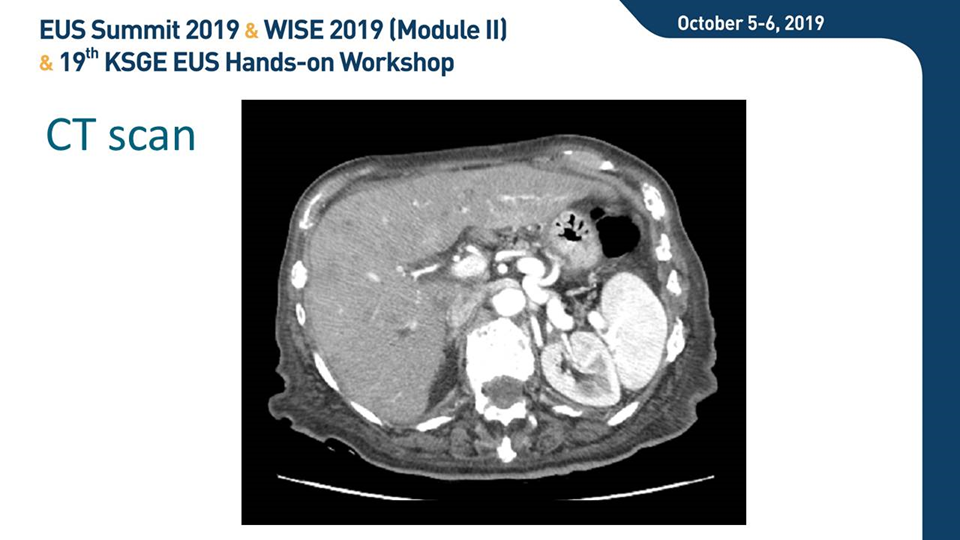 EUS Summit 2019 & WISE 2019 (Module II)
& 19th KSGE EUS Hands-on Workshop
October 5-6, 2019
CT scan